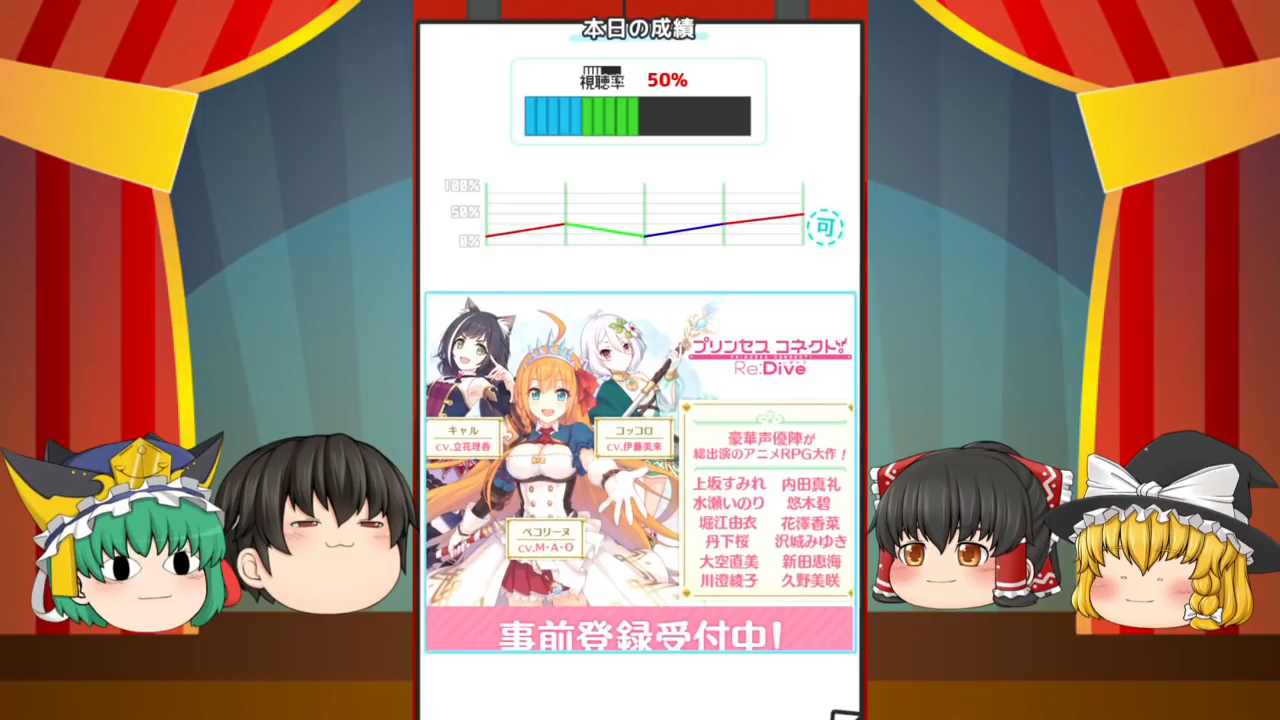 本日の成績
視聴率 50%
100%
50%
0%
可
プリンセスコネクト!
PRINCESS CONNECT!
Re:Dive
キャル
cv.立花理香
コッコロ
cv.伊藤美来
ペコリーヌ
cv.M・A・O
豪華声優陣が
総出演のアニメRPG大作!
上坂すみれ 内田真礼
水瀬いのり 悠木碧
堀江由衣 花澤香菜
丹下桜 沢城みゆき
大空直美 新田恵海
川澄綾子 久野美咲
事前登録受付中!